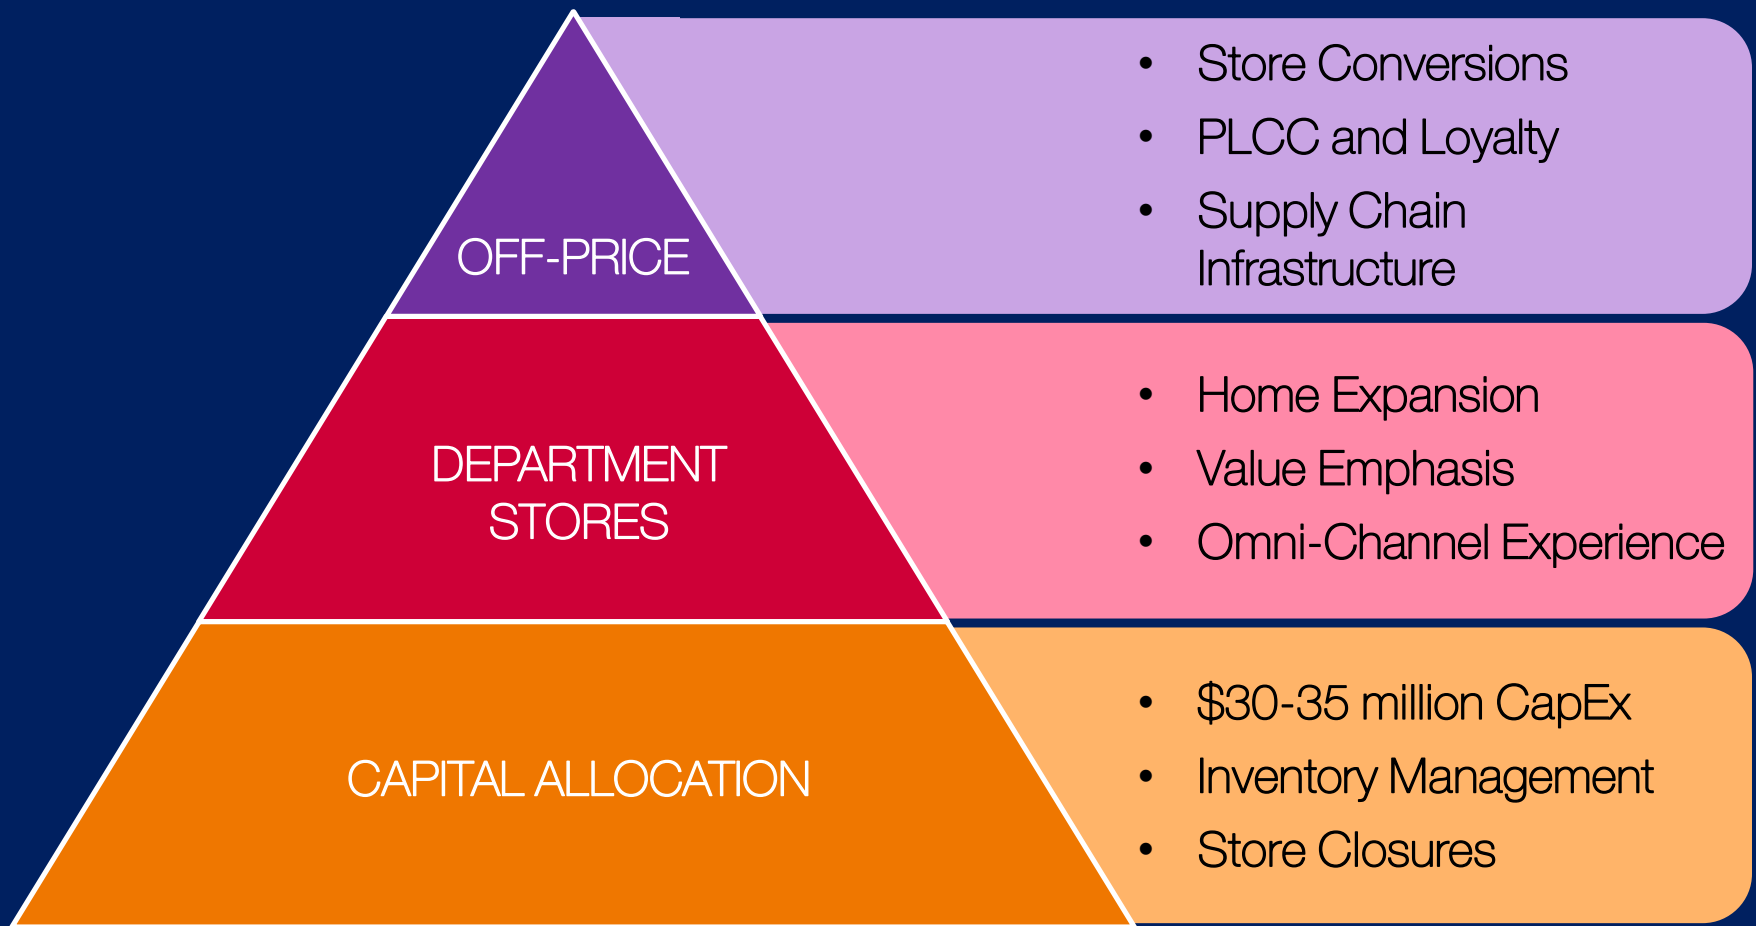 OFF-PRICE
• Store Conversions
• PLCC and Loyalty
• Supply Chain
Infrastructure
DEPARTMENT
STORES
• Home Expansion
• Value Emphasis
• Omni-Channel Experience
CAPITAL ALLOCATION
• $30-35 million CapEx
• Inventory Management
• Store Closures